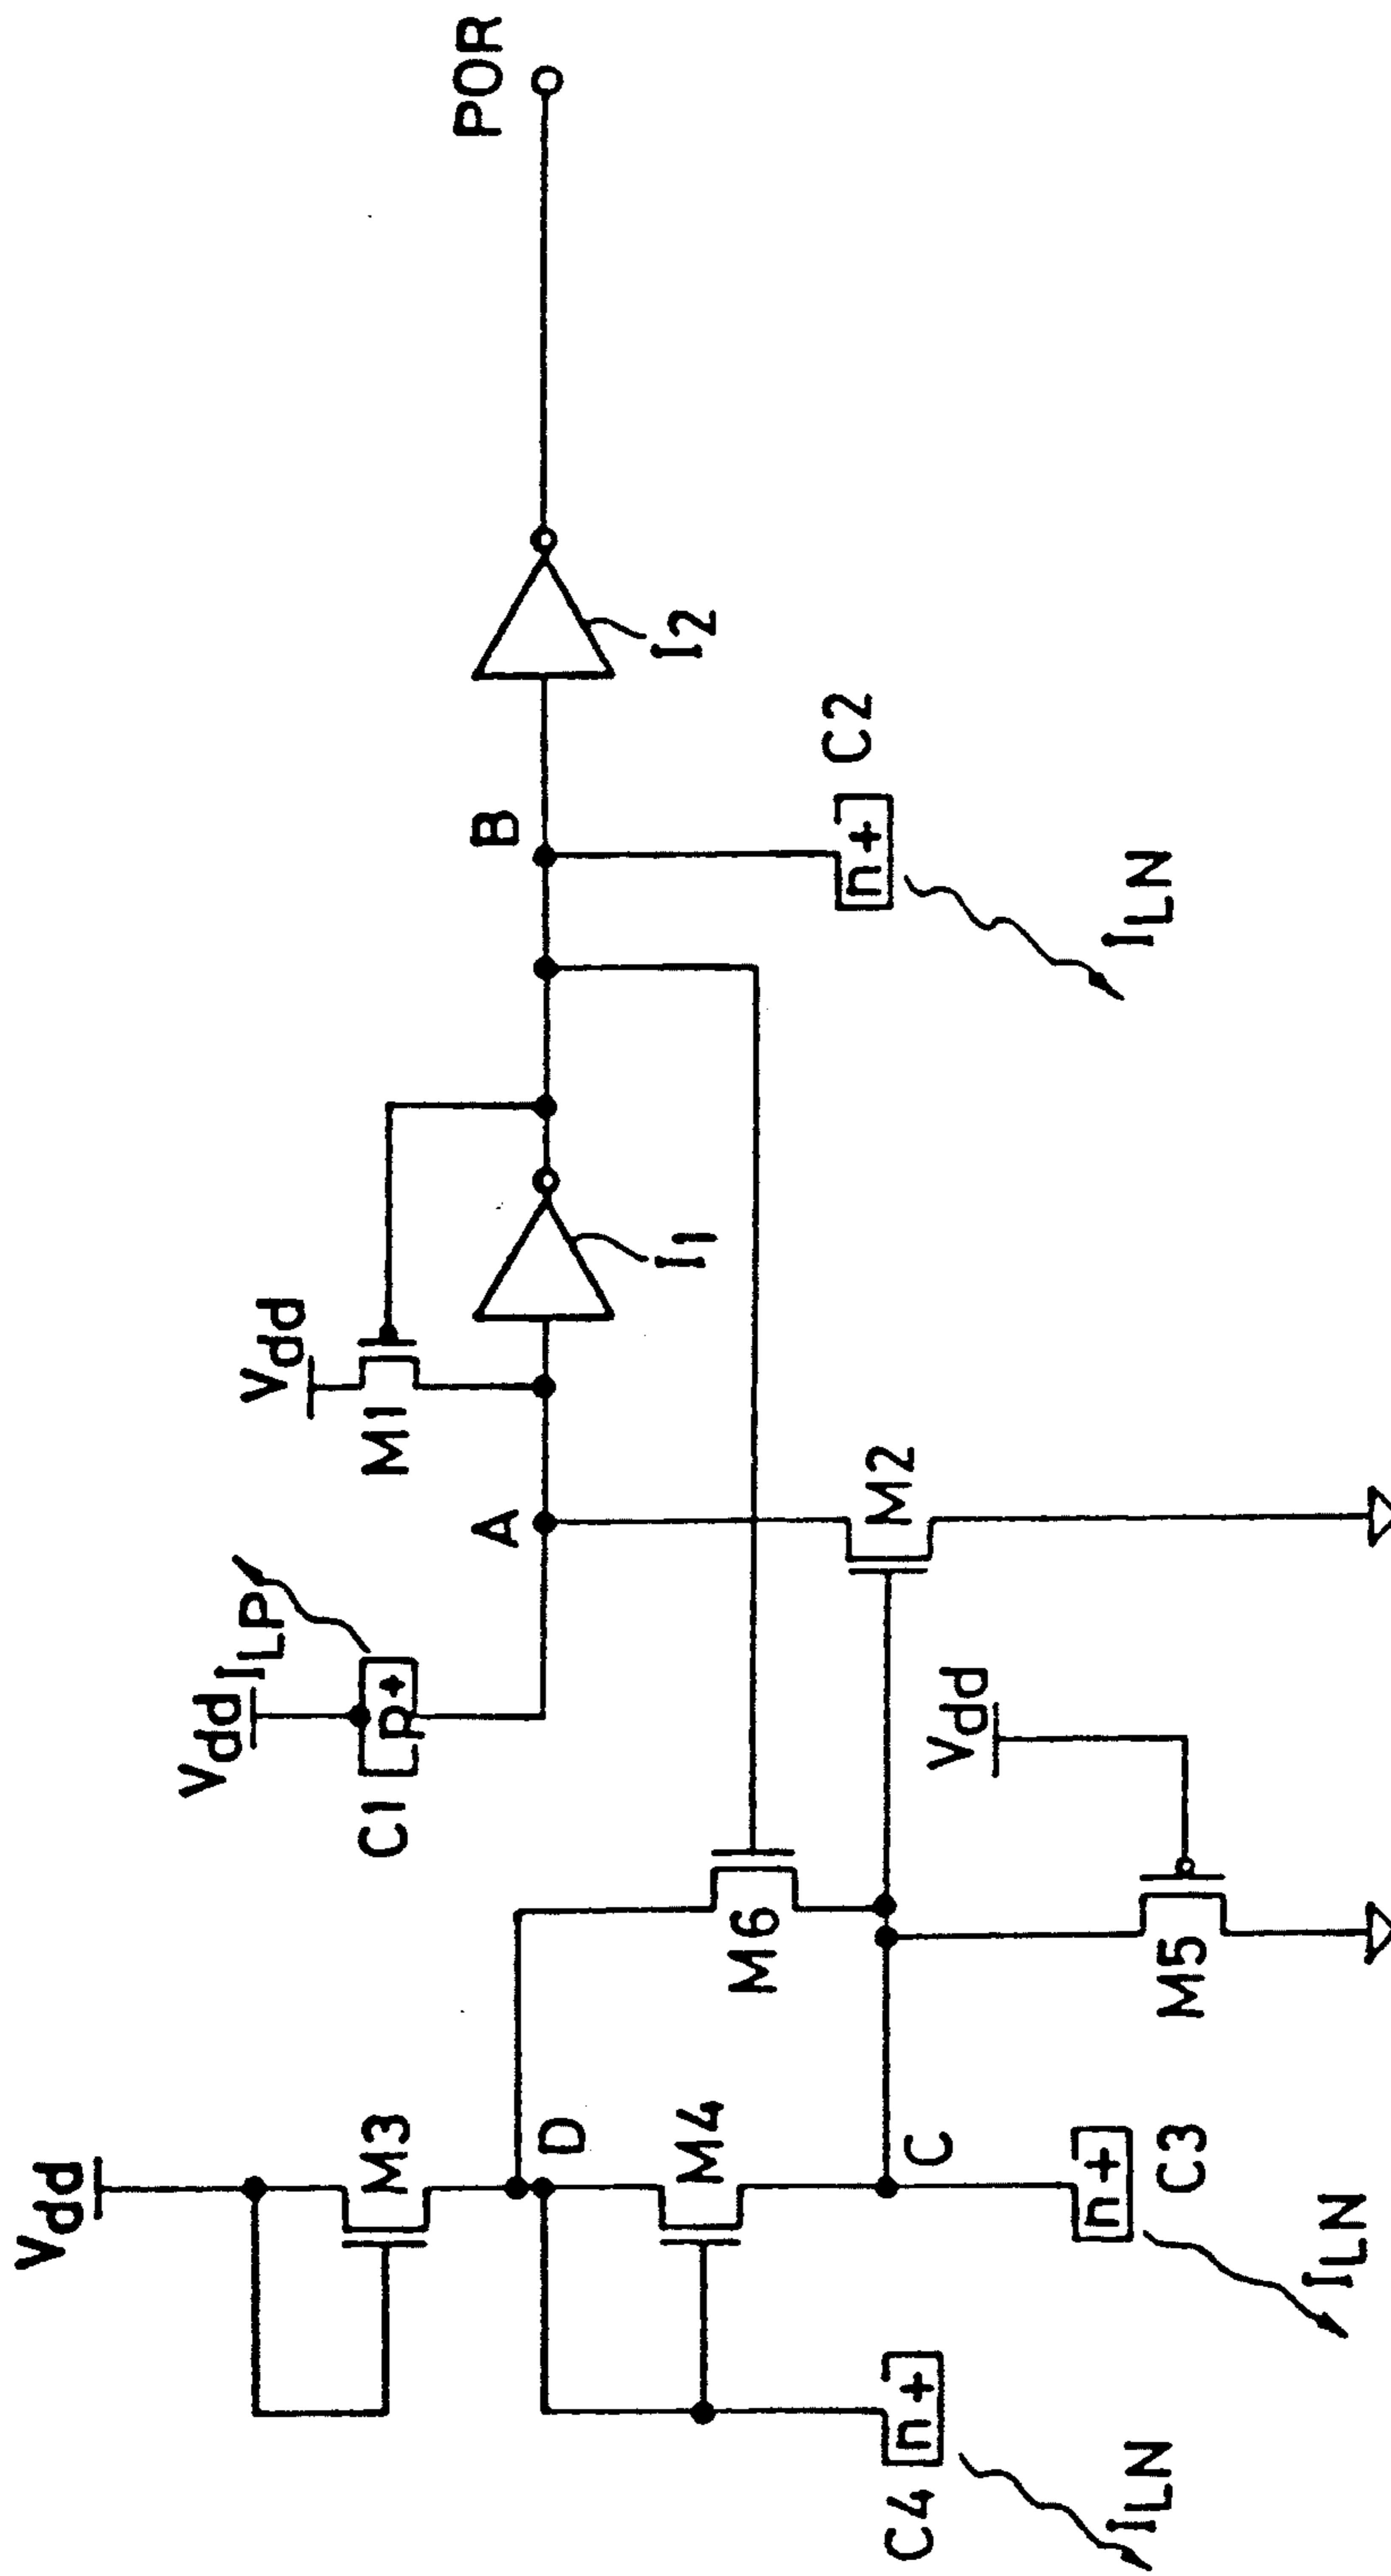 Vdd
M3
D
M4
C
C3
n+
ILN
C4
n+
ILN
M6
M5
Vdd
Vdd
ILP
C1
p+
A
M2
Vdd
M1
I1
B
C2
n+
ILN
I2
POR